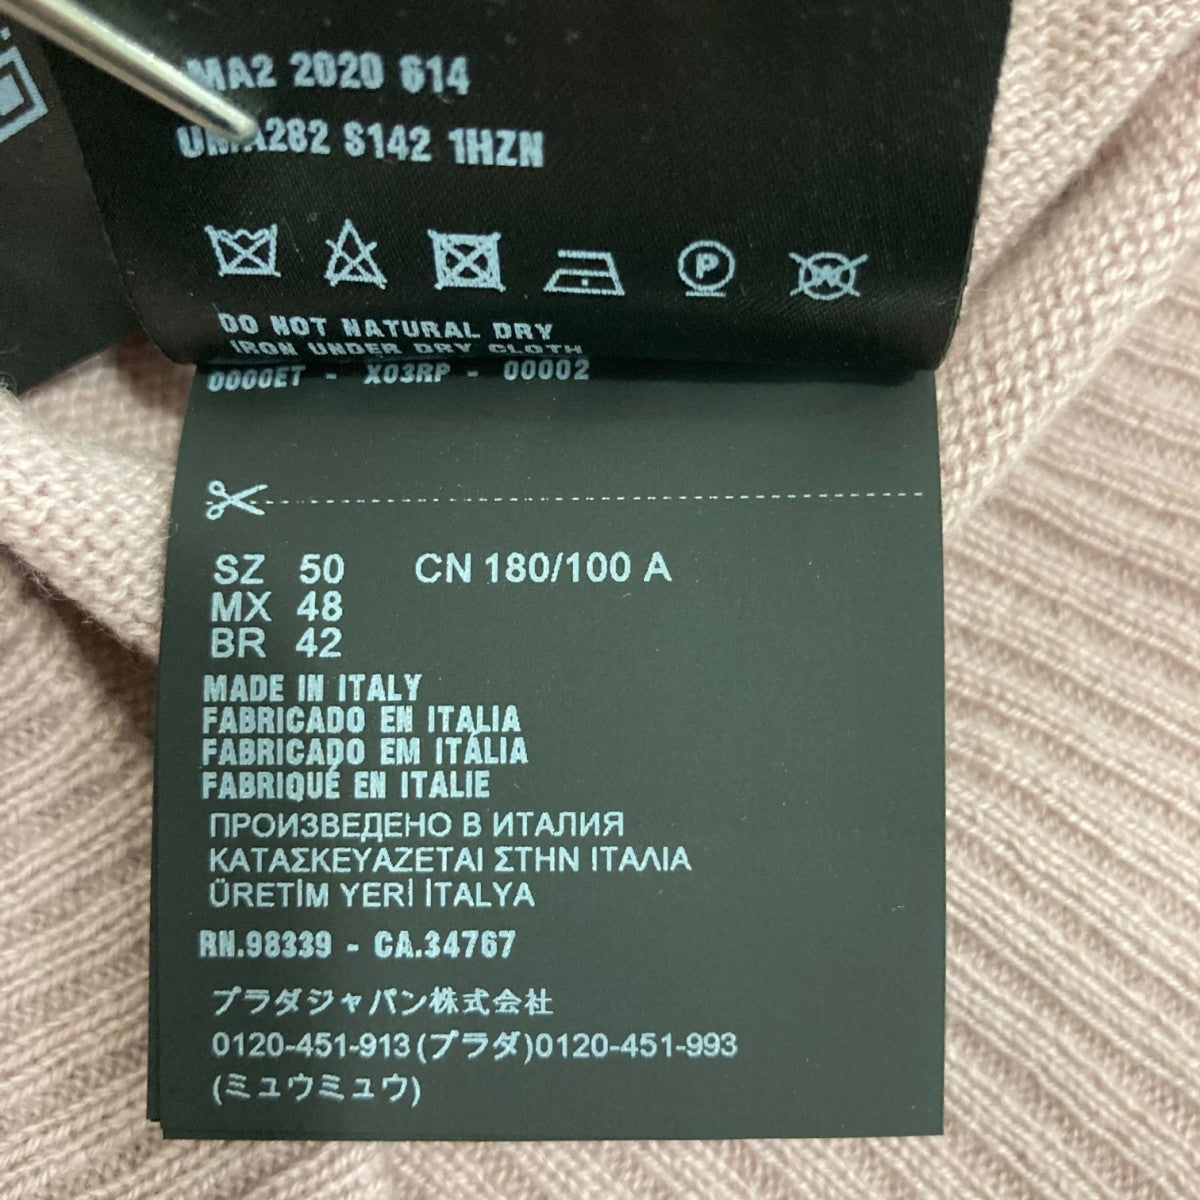 MA2 2020 614
UMA282 S142 1HZN
P
W
DO NOT NATURAL DRY
IRON UNDER DRY CLOTH
0000ET - X03RP - 00002
SZ 50 CN 180/100 A
MX 48
BR 42
MADE IN ITALY
FABRICADO EN ITALIA
FABRICADO EM ITÁLIA
FABRIQUÉ EN ITALIE
ПРОИЗВЕДЕНО В ИТАЛИЯ
ΚΑΤΑΣΚΕΥΑΖΕΤΑΙ ΣΤΗΝ ΙΤΑΛΙΑ
ÜRETİM YERİ İTALYA
RN.98339 - CA.34767
プラダジャパン株式会社
0120-451-913(プラダ)0120-451-993
(ミュウミュウ)